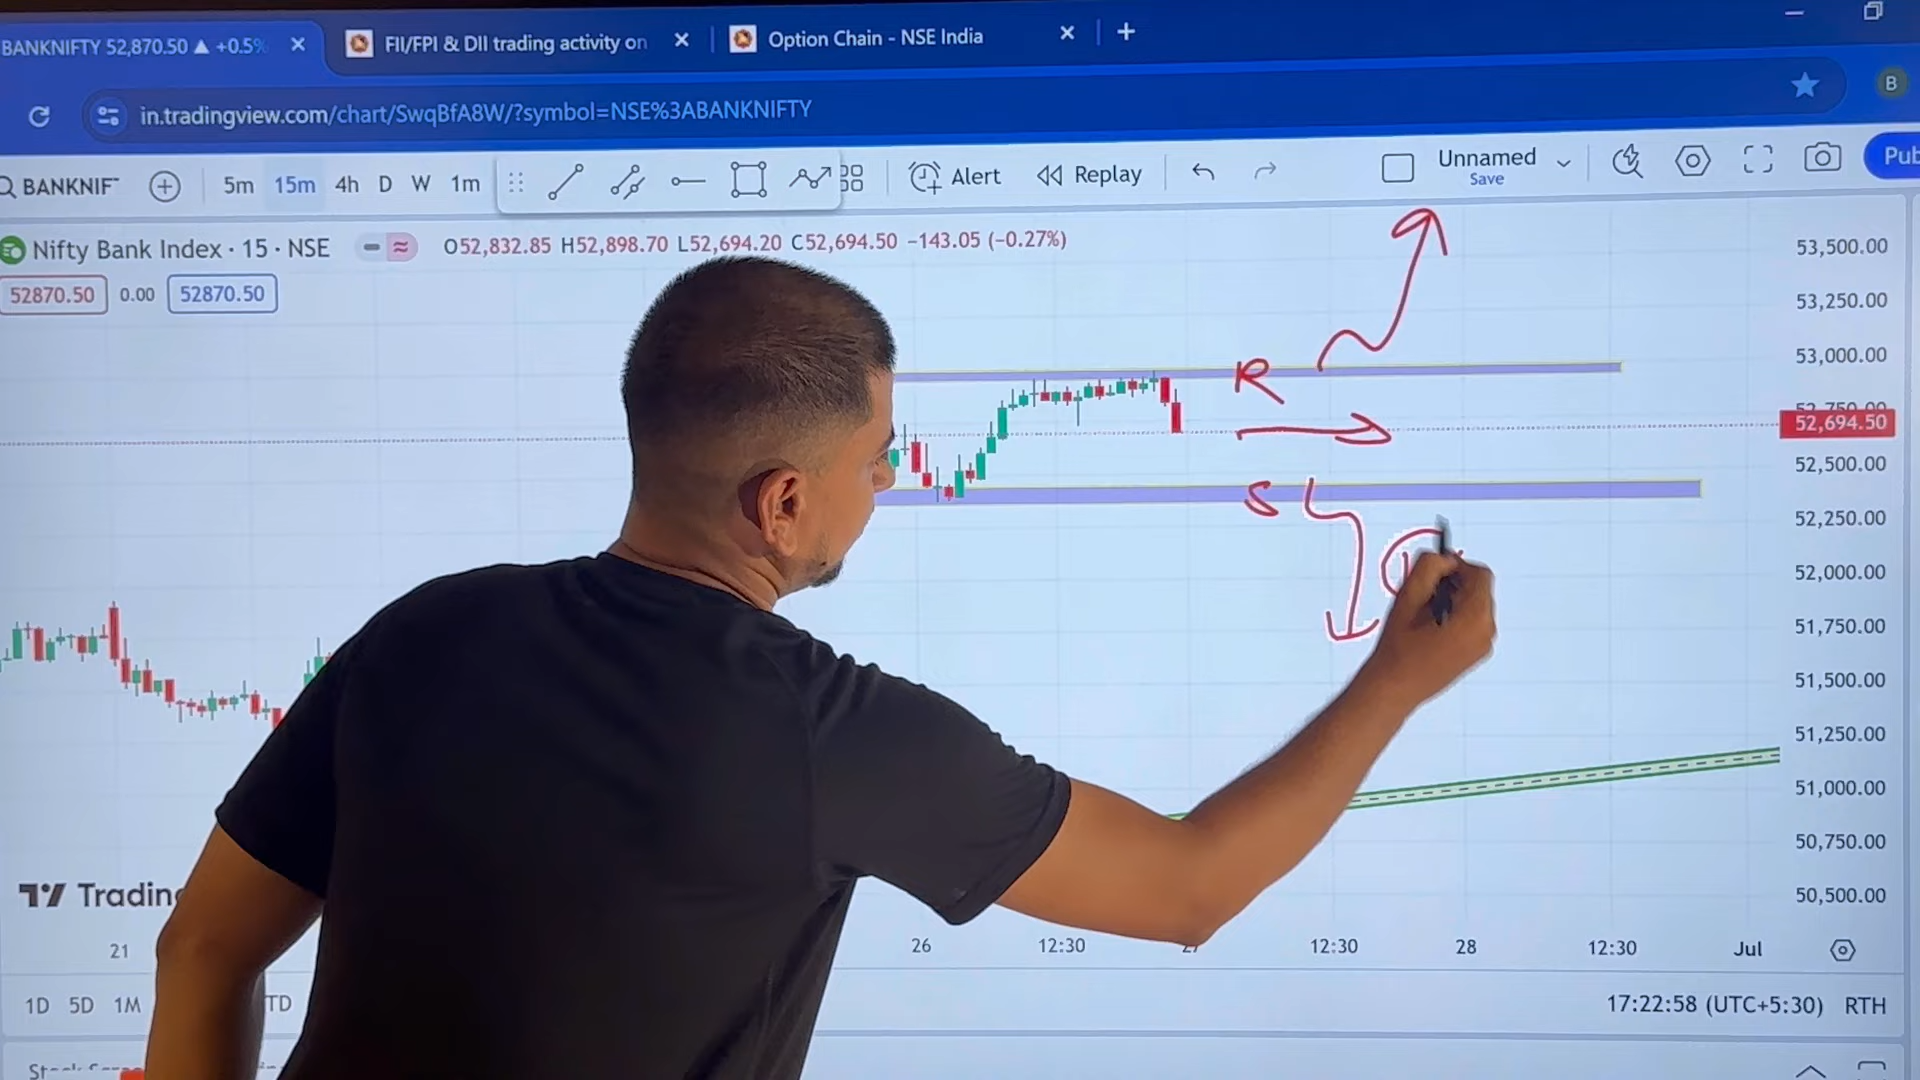 BANKNIFTY 52,870.50 ▲ +0.5%
FII/FPI & DII trading activity on
Option Chain - NSE India
in.tradingview.com/chart/SwqBfA8W/?symbol=NSE%3ABANKNIFTY
B
BANKNIF
5m 15m 4h D W 1m
Alert
Replay
Unnamed
Save
Pub
Nifty Bank Index · 15 · NSE
O52,832.85 H52,898.70 L52,694.20 C52,694.50 −143.05 (−0.27%)
52870.50 0.00 52870.50
53,500.00
53,250.00
53,000.00
R
52,694.50
52,500.00
S
52,250.00
52,000.00
51,750.00
51,500.00
51,250.00
51,000.00
50,750.00
50,500.00
Trading
21 26 12:30 27 12:30 28 12:30 Jul
1D 5D 1M TD
17:22:58 (UTC+5:30) RTH